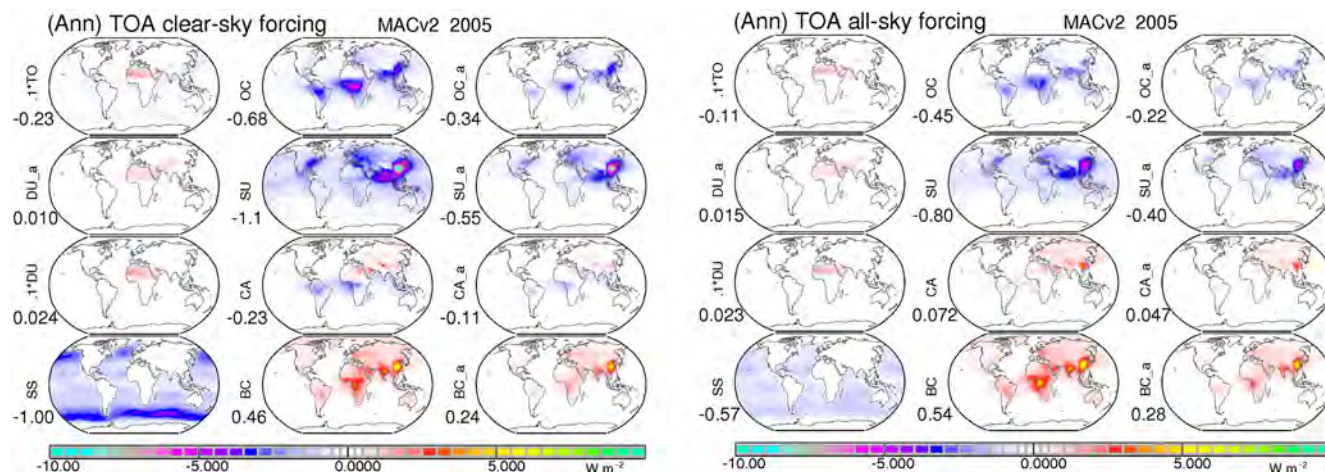 (Ann) TOA clear-sky forcing MACv2 2005
.1*TO
-0.23
OC
-0.68
OC_a
-0.34
DU_a
0.010
SU
-1.1
SU_a
-0.55
.1*DU
0.024
CA
-0.23
CA_a
-0.11
SS
-1.00
BC
0.46
BC_a
0.24
-10.00 -5.000 0.0000 5.000 W m⁻²
(Ann) TOA all-sky forcing MACv2 2005
.1*TO
-0.11
OC
-0.45
OC_a
-0.22
DU_a
0.015
SU
-0.80
SU_a
-0.40
.1*DU
0.023
CA
0.072
CA_a
0.047
SS
-0.57
BC
0.54
BC_a
0.28
-10.00 -5.000 0.0000 5.000 W m⁻²